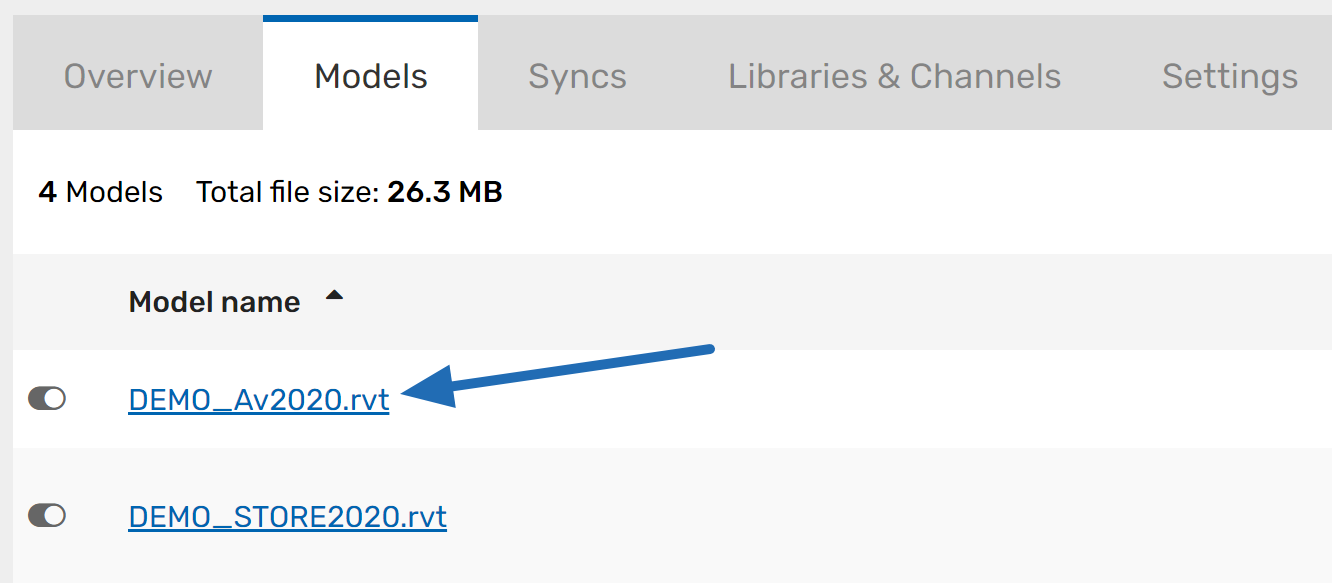 Overview Models Syncs Libraries & Channels Settings
4 Models Total file size: 26.3 MB
Model name
DEMO_Av2020.rvt
DEMO_STORE2020.rvt